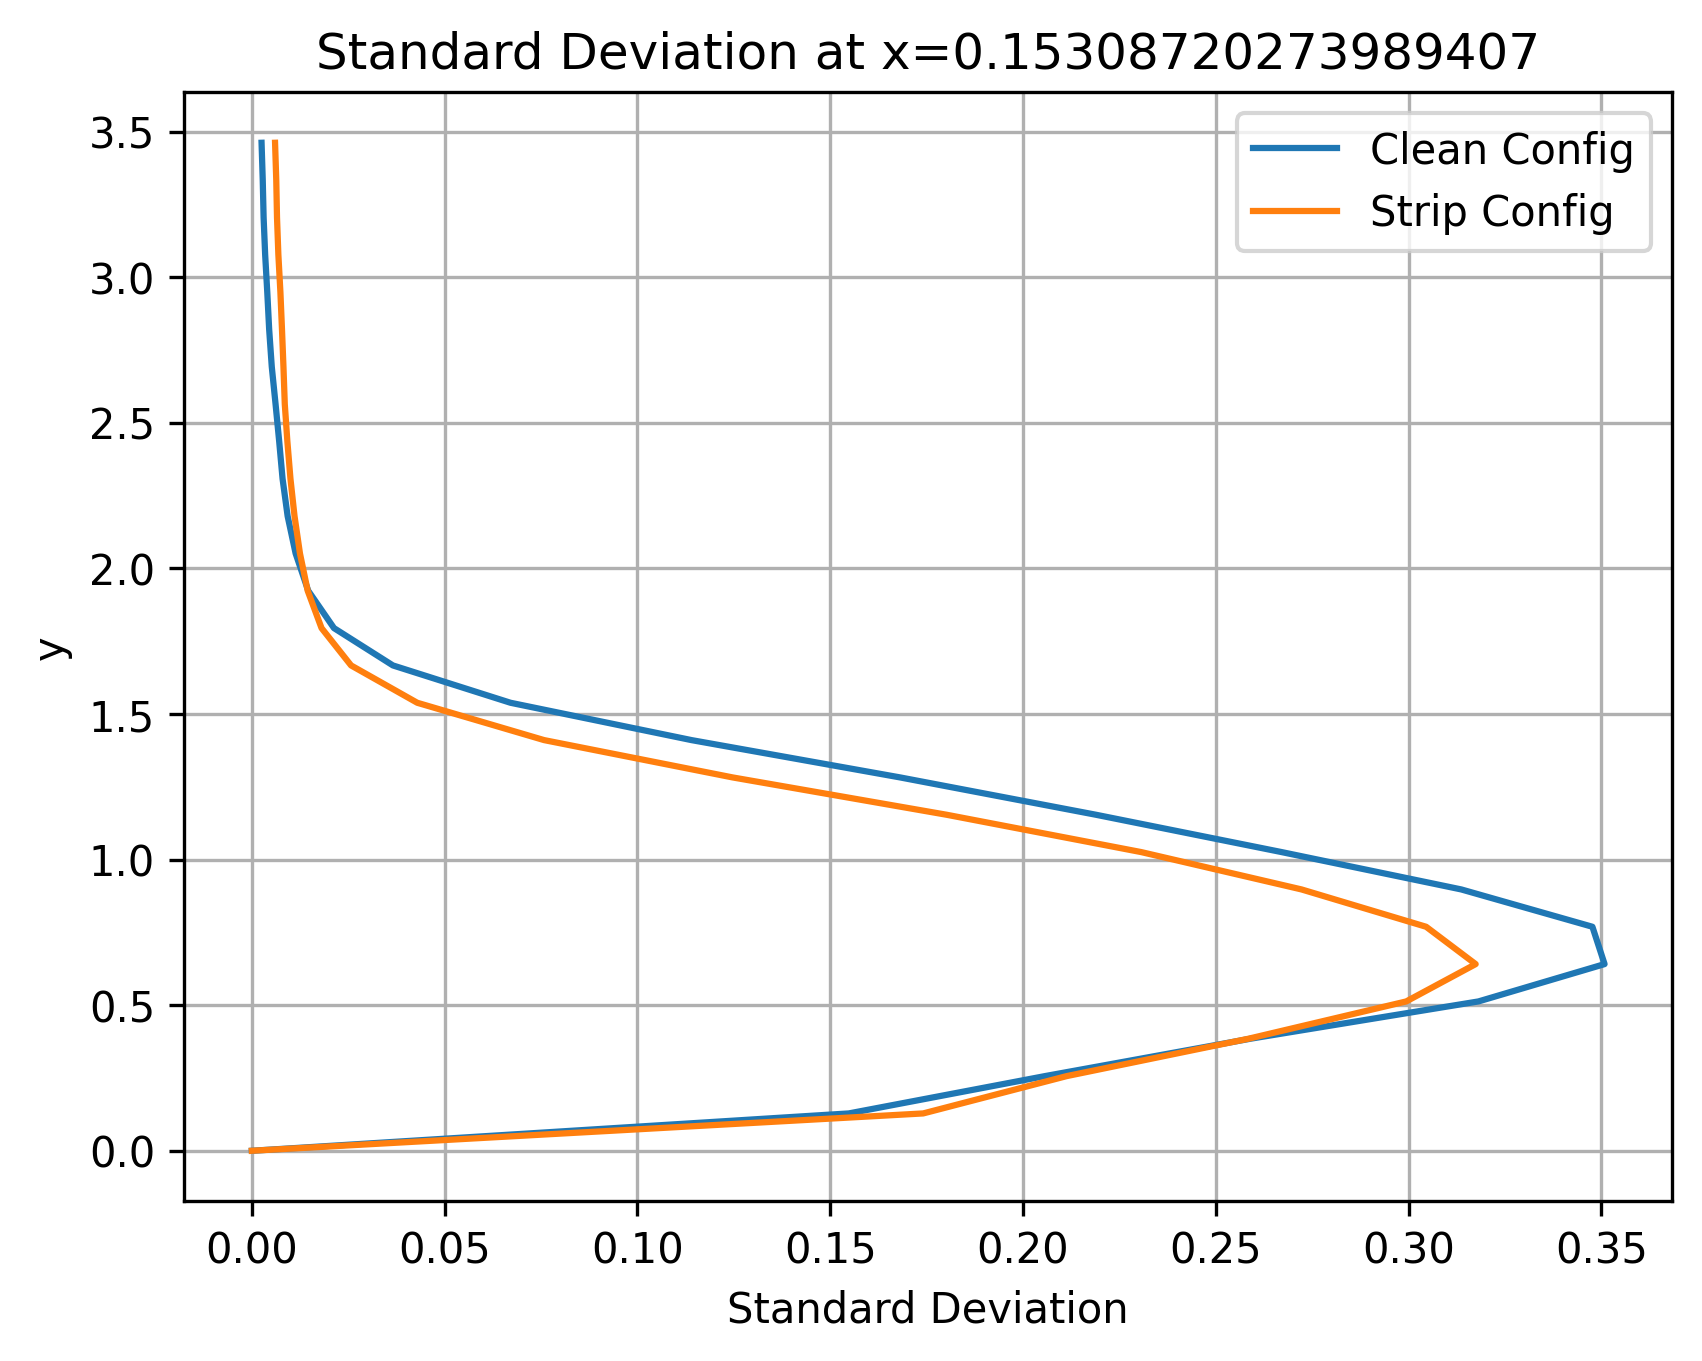 Standard Deviation at x=0.15308720273989407
Clean Config
Strip Config
3.5
3.0
2.5
2.0
1.5
1.0
0.5
0.0
y
0.00 0.05 0.10 0.15 0.20 0.25 0.30 0.35
Standard Deviation